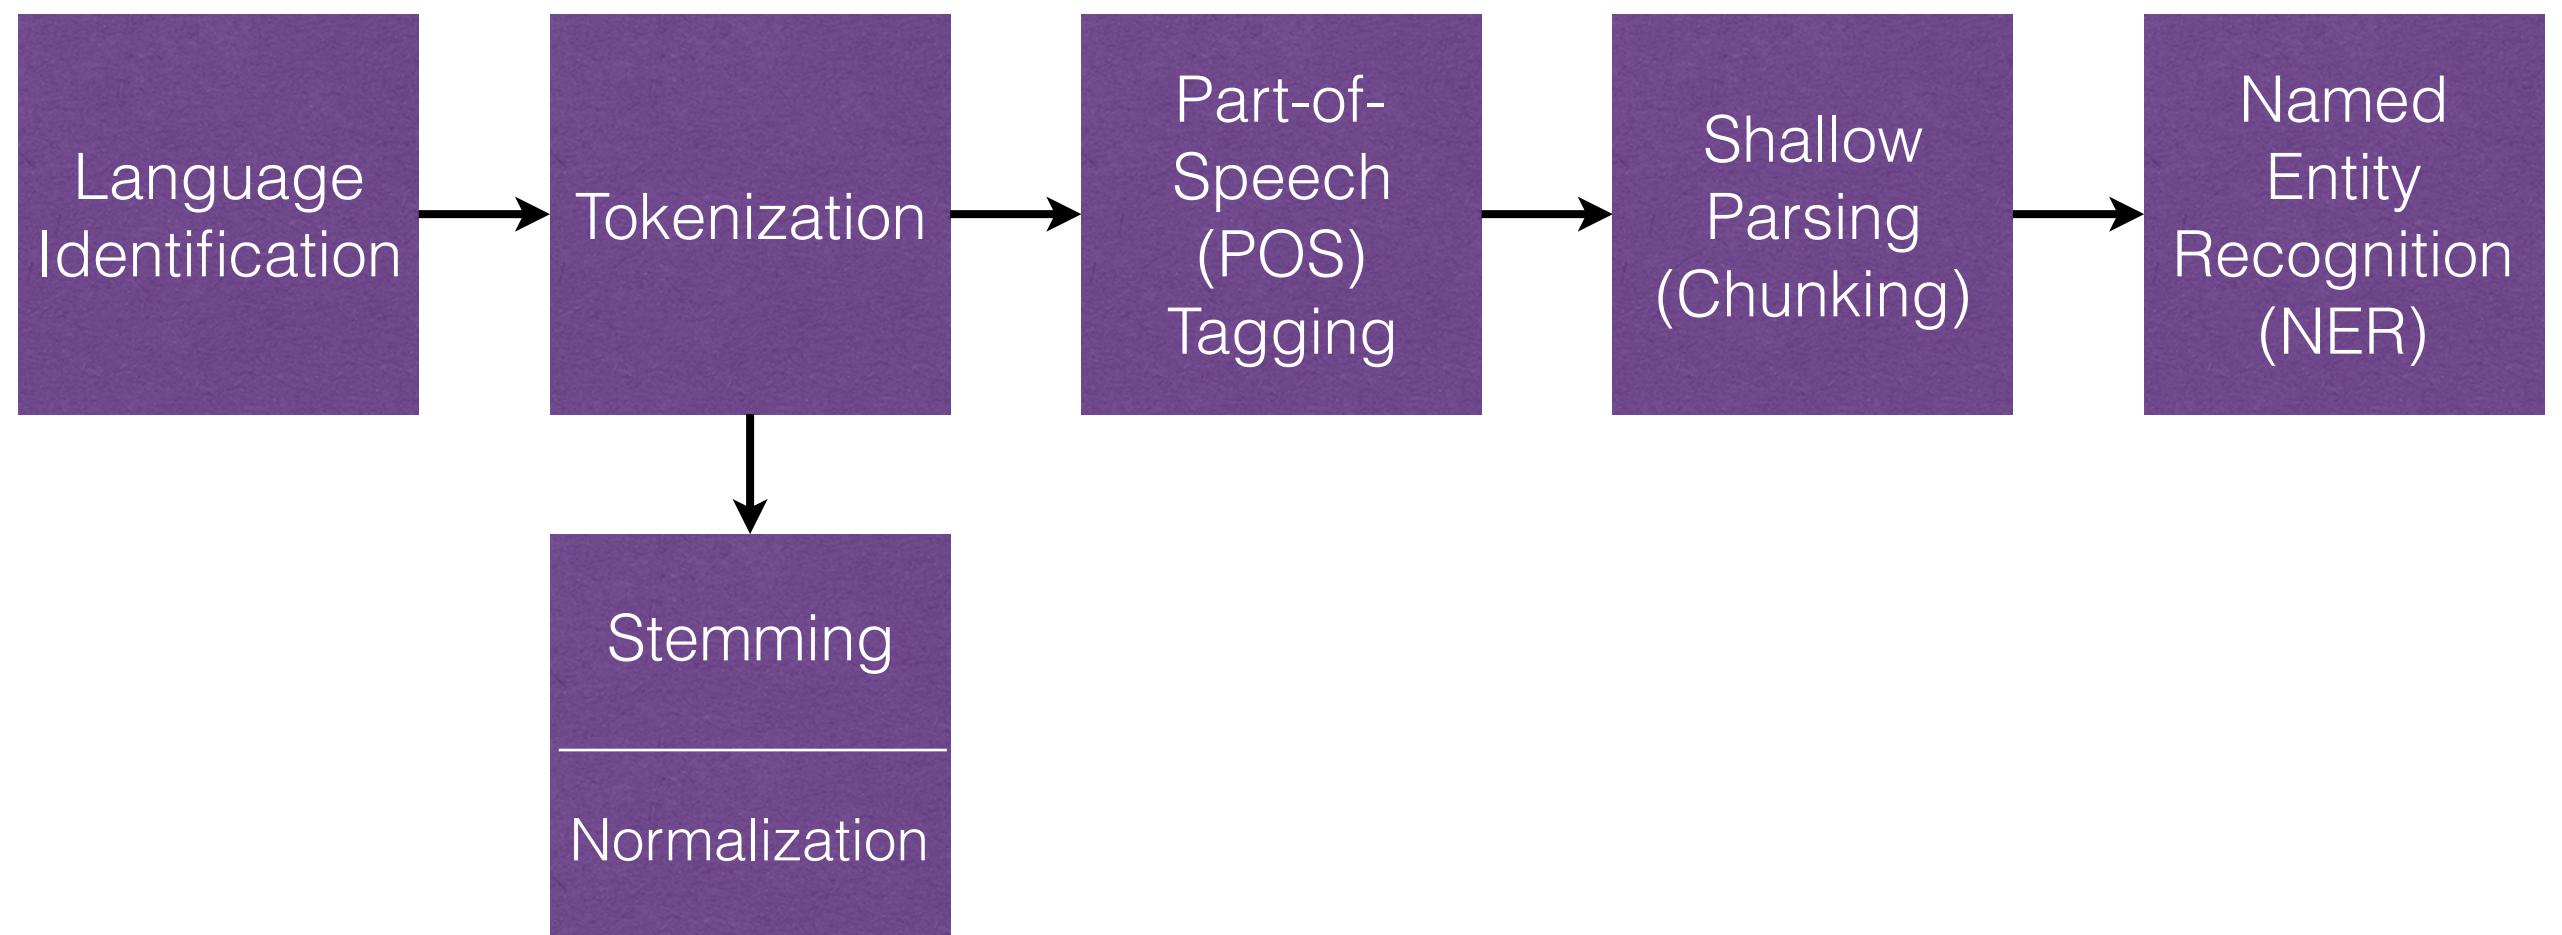 Language
Identification
Tokenization
Part-of-
Speech
(POS)
Tagging
Shallow
Parsing
(Chunking)
Named
Entity
Recognition
(NER)
Stemming
Normalization